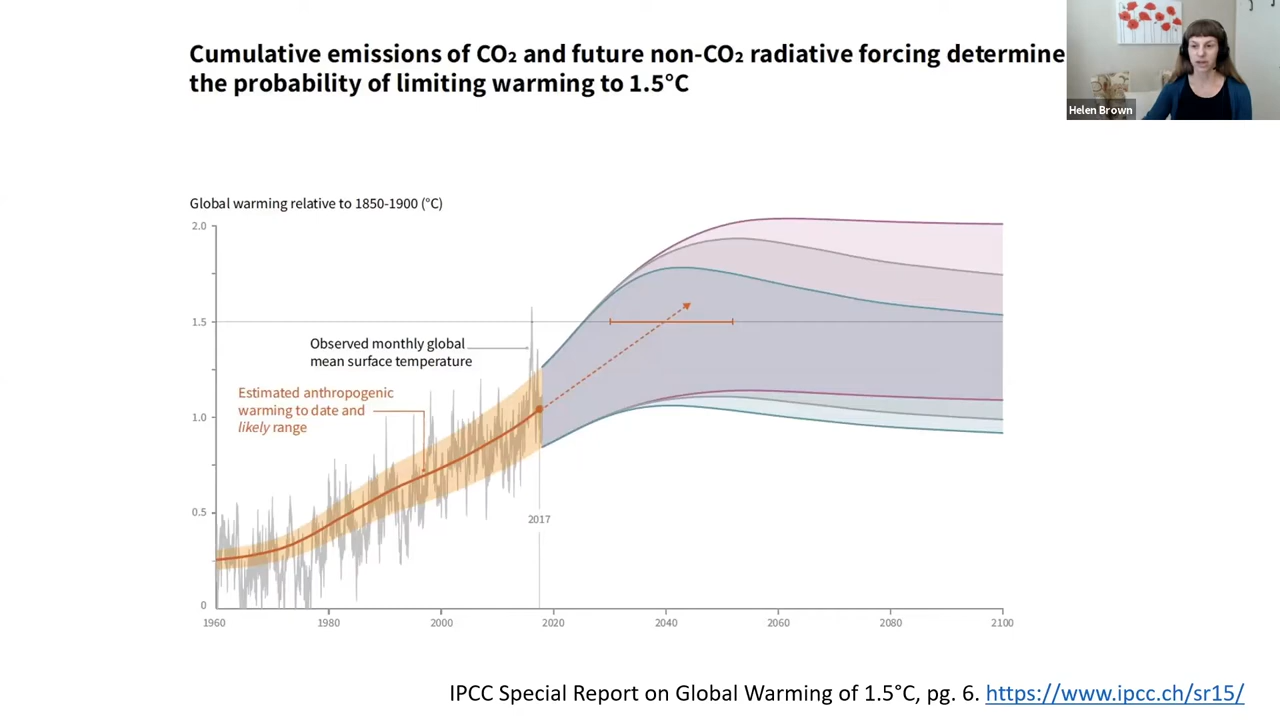 Cumulative emissions of CO₂ and future non-CO₂ radiative forcing determine
the probability of limiting warming to 1.5°C
Helen Brown
Global warming relative to 1850-1900 (°C)
2.0
1.5
Observed monthly global
mean surface temperature
Estimated anthropogenic
warming to date and
likely range
1.0
0.5
2017
0
1960
1980
2000
2020
2040
2060
2080
2100
IPCC Special Report on Global Warming of 1.5°C, pg. 6. https://www.ipcc.ch/sr15/